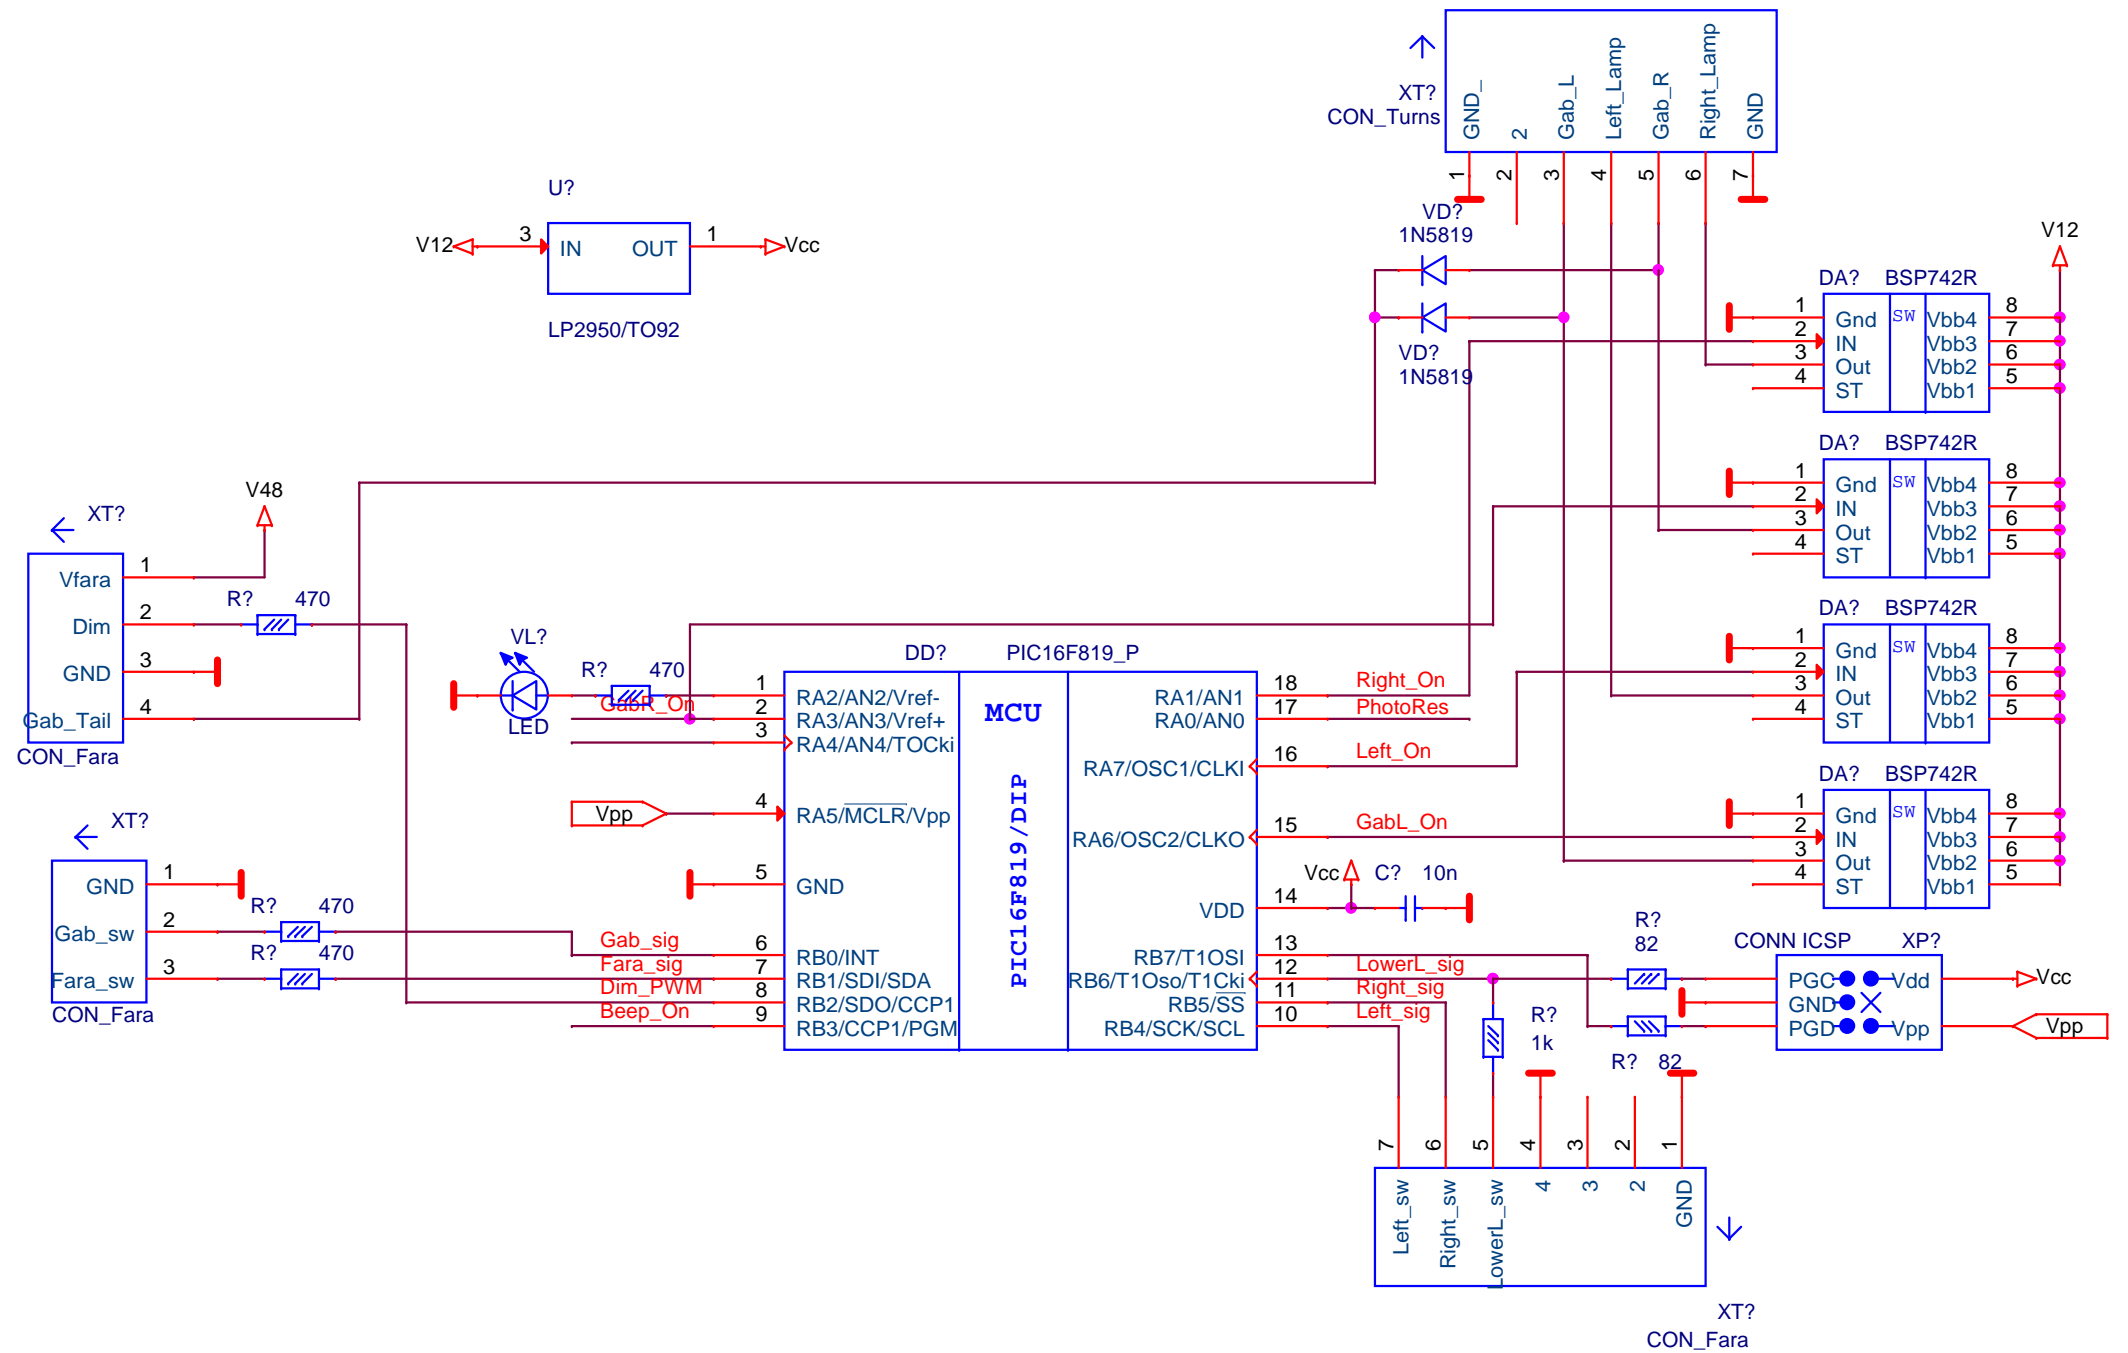 XT?
CON_Turns
GND_
2
Gab_L
Left_Lamp
Gab_R
Right_Lamp
GND
1
2
3
4
5
6
7
U?
V12
3
IN
OUT
1
Vcc
LP2950/TO92
VD?
1N5819
VD?
1N5819
V12
DA? BSP742R
1 Gnd SW Vbb4 8
2 IN Vbb3 7
3 Out Vbb2 6
4 ST Vbb1 5
DA? BSP742R
1 Gnd SW Vbb4 8
2 IN Vbb3 7
3 Out Vbb2 6
4 ST Vbb1 5
DA? BSP742R
1 Gnd SW Vbb4 8
2 IN Vbb3 7
3 Out Vbb2 6
4 ST Vbb1 5
DA? BSP742R
1 Gnd SW Vbb4 8
2 IN Vbb3 7
3 Out Vbb2 6
4 ST Vbb1 5
V48
XT?
Vfara 1
Dim 2
GND 3
Gab_Tail 4
CON_Fara
R? 470
XT?
GND 1
Gab_sw 2
Fara_sw 3
CON_Fara
R? 470
R? 470
VL?
LED
R? 470
DD? PIC16F819_P
MCU
PIC16F819/DIP
1 RA2/AN2/Vref-
GabR_On 2 RA3/AN3/Vref+
3 RA4/AN4/TOCki
Vpp 4 RA5/MCLR/Vpp
5 GND
Gab_sig 6 RB0/INT
Fara_sig 7 RB1/SDI/SDA
Dim_PWM 8 RB2/SDO/CCP1
Beep_On 9 RB3/CCP1/PGM
RA1/AN1 18 Right_On
RA0/AN0 17 PhotoRes
RA7/OSC1/CLKI 16 Left_On
RA6/OSC2/CLKO 15 GabL_On
VDD 14
RB7/T1OSI 13
RB6/T1Oso/T1Cki 12 LowerL_sig
RB5/SS 11 Right_sig
RB4/SCK/SCL 10 Left_sig
Vcc C? 10n
R?
82
R?
1k
R? 82
CONN ICSP XP?
PGC Vdd Vcc
GND
PGD Vpp Vpp
7
6
5
4
3
2
1
Left_sw
Right_sw
LowerL_sw
4
3
2
GND
XT?
CON_Fara